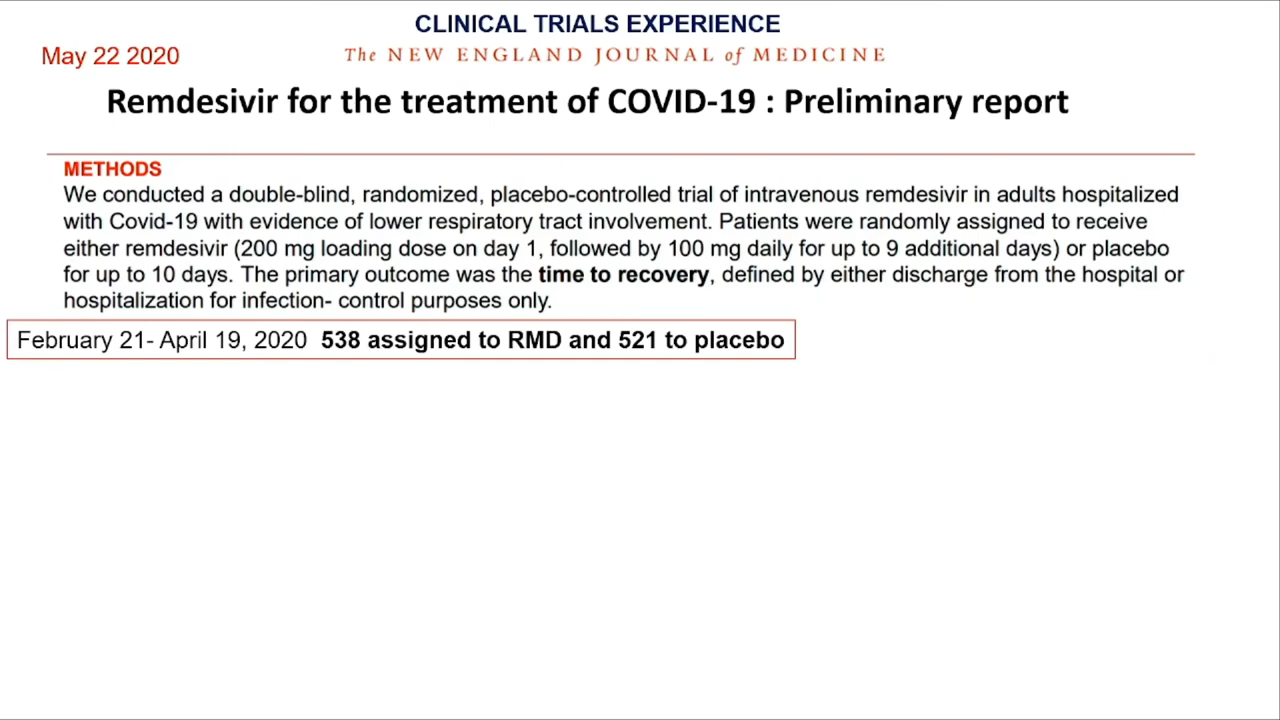 CLINICAL TRIALS EXPERIENCE
May 22 2020
The NEW ENGLAND JOURNAL of MEDICINE
Remdesivir for the treatment of COVID-19 : Preliminary report
METHODS
We conducted a double-blind, randomized, placebo-controlled trial of intravenous remdesivir in adults hospitalized
with Covid-19 with evidence of lower respiratory tract involvement. Patients were randomly assigned to receive
either remdesivir (200 mg loading dose on day 1, followed by 100 mg daily for up to 9 additional days) or placebo
for up to 10 days. The primary outcome was the time to recovery, defined by either discharge from the hospital or
hospitalization for infection- control purposes only.
February 21- April 19, 2020 538 assigned to RMD and 521 to placebo